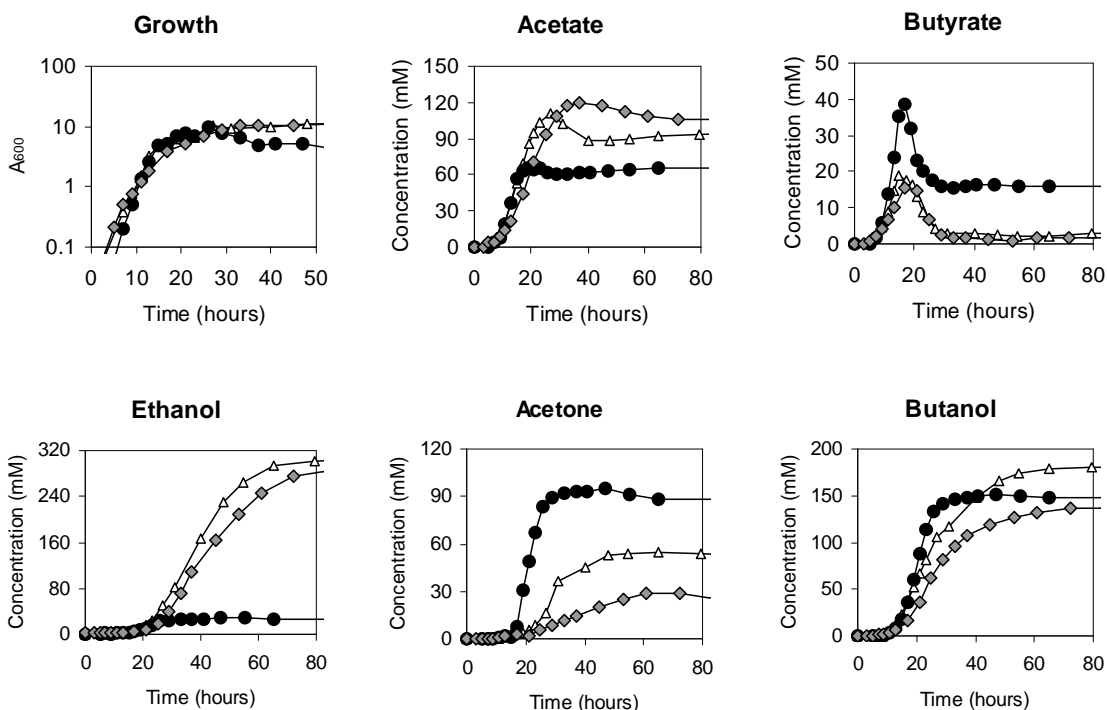 Growth
100
10
1
0.1
A600
0 10 20 30 40 50
Time (hours)
Acetate
150
120
90
60
30
0
Concentration (mM)
0 20 40 60 80
Time (hours)
Butyrate
50
40
30
20
10
0
Concentration (mM)
0 20 40 60 80
Time (hours)
Ethanol
320
240
160
80
0
Concentration (mM)
0 20 40 60 80
Time (hours)
Acetone
120
90
60
30
0
Concentration (mM)
0 20 40 60 80
Time (hours)
Butanol
200
150
100
50
0
Concentration (mM)
0 20 40 60 80
Time (hours)